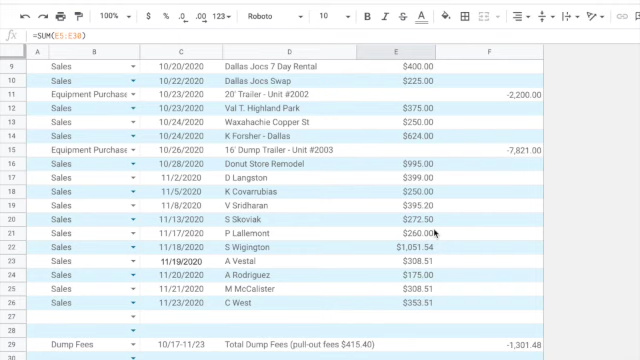 100% $ % .0 .00 123 Roboto 10 B I S A
fx =SUM(E5:E30)
A B C D E F
9 Sales 10/20/2020 Dallas Jocs 7 Day Rental $400.00
10 Sales 10/22/2020 Dallas Jocs Swap $225.00
11 Equipment Purchase 10/23/2020 20' Trailer - Unit #2002 -2,200.00
12 Sales 10/23/2020 Val T. Highland Park $375.00
13 Sales 10/24/2020 Waxahachie Copper St $250.00
14 Sales 10/24/2020 K Forsher - Dallas $624.00
15 Equipment Purchase 10/26/2020 16' Dump Trailer - Unit #2003 -7,821.00
16 Sales 10/28/2020 Donut Store Remodel $995.00
17 Sales 11/2/2020 D Langston $399.00
18 Sales 11/5/2020 K Covarrubias $250.00
19 Sales 11/8/2020 V Sridharan $395.20
20 Sales 11/13/2020 S Skoviak $272.50
21 Sales 11/17/2020 P Lallemont $260.00
22 Sales 11/18/2020 S Wigington $1,051.54
23 Sales 11/19/2020 A Vestal $308.51
24 Sales 11/20/2020 A Rodriguez $175.00
25 Sales 11/21/2020 M McCalister $308.51
26 Sales 11/23/2020 C West $353.51
27
28
29 Dump Fees 10/17-11/23 Total Dump Fees (pull-out fees $415.40) -1,301.48
30